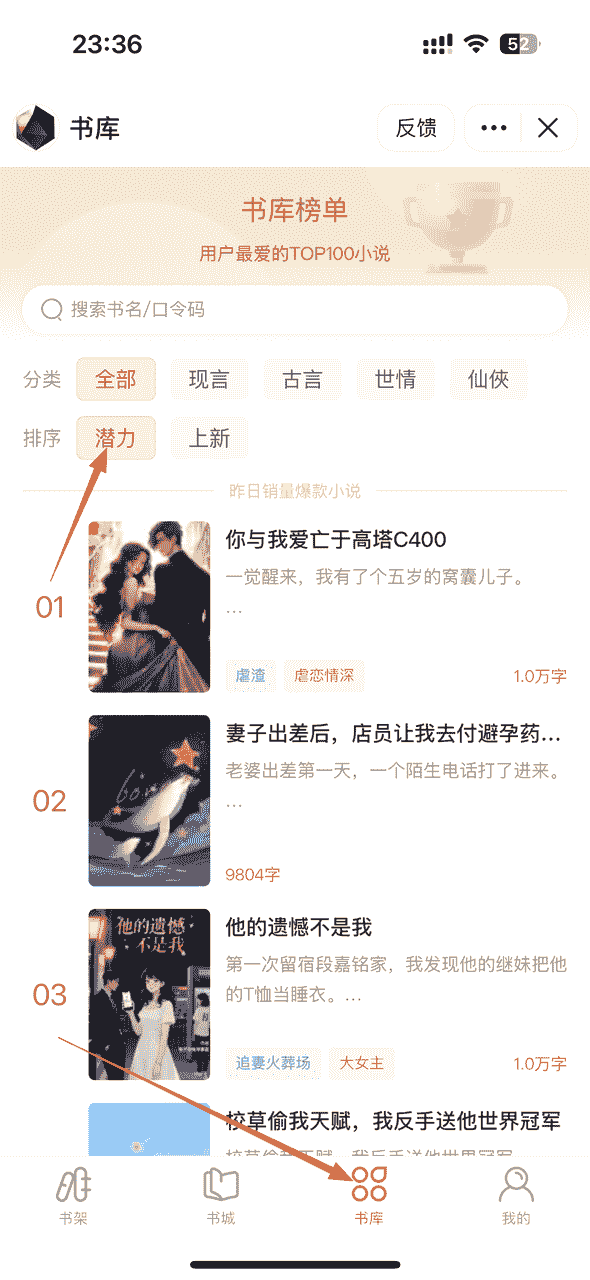 23:36
52
书库
反馈
书库榜单
用户最爱的TOP100小说
搜索书名/口令码
分类 全部 现言 古言 世情 仙俠
排序 潜力 上新
昨日销量爆款小说
01
你与我爱亡于高塔C400
一觉醒来，我有了个五岁的窝囊儿子。
...
虐渣 虐恋情深 1.0万字
02
妻子出差后，店员让我去付避孕药...
老婆出差第一天，一个陌生电话打了进来。
...
9804字
03
他的遗憾
不是我
他的遗憾不是我
第一次留宿段嘉铭家，我发现他的继妹把他
的T恤当睡衣。...
追妻火葬场 大女主 1.0万字
校草偷我天赋，我反手送他世界冠军
书架 书城 书库 我的